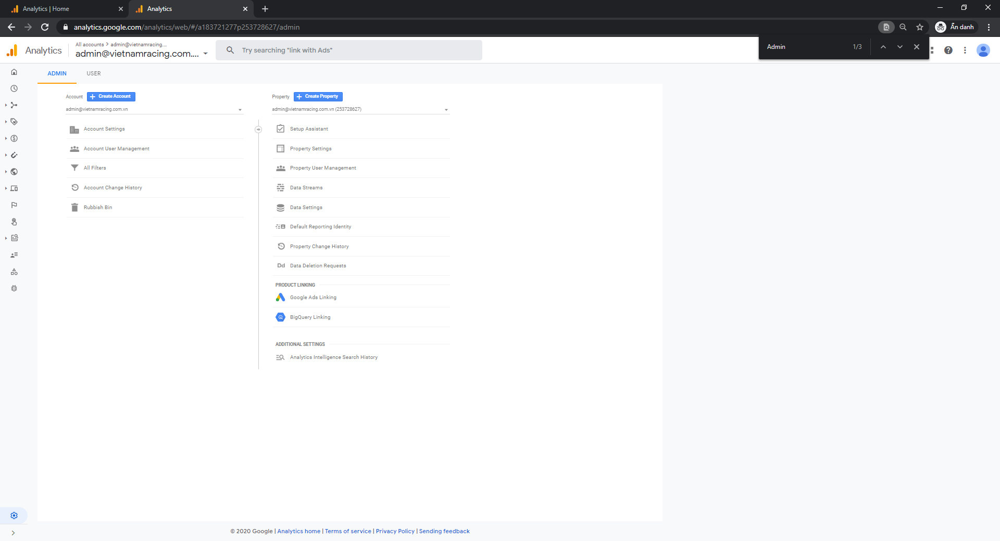 Analytics | Home
Analytics
analytics.google.com/analytics/web/#/a183721277p253728627/admin
Ẩn danh
Admin
1/3
Analytics
All accounts > admin@vietnamracing....
admin@vietnamracing.com....
Try searching "link with Ads"
ADMIN
USER
Account
Create Account
admin@vietnamracing.com.vn
Account Settings
Account User Management
All Filters
Account Change History
Rubbish Bin
Property
Create Property
admin@vietnamracing.com.vn (253728627)
Setup Assistant
Property Settings
Property User Management
Data Streams
Data Settings
Default Reporting Identity
Property Change History
Dd Data Deletion Requests
PRODUCT LINKING
Google Ads Linking
BigQuery Linking
ADDITIONAL SETTINGS
Analytics Intelligence Search History
© 2020 Google | Analytics home | Terms of service | Privacy Policy | Sending feedback